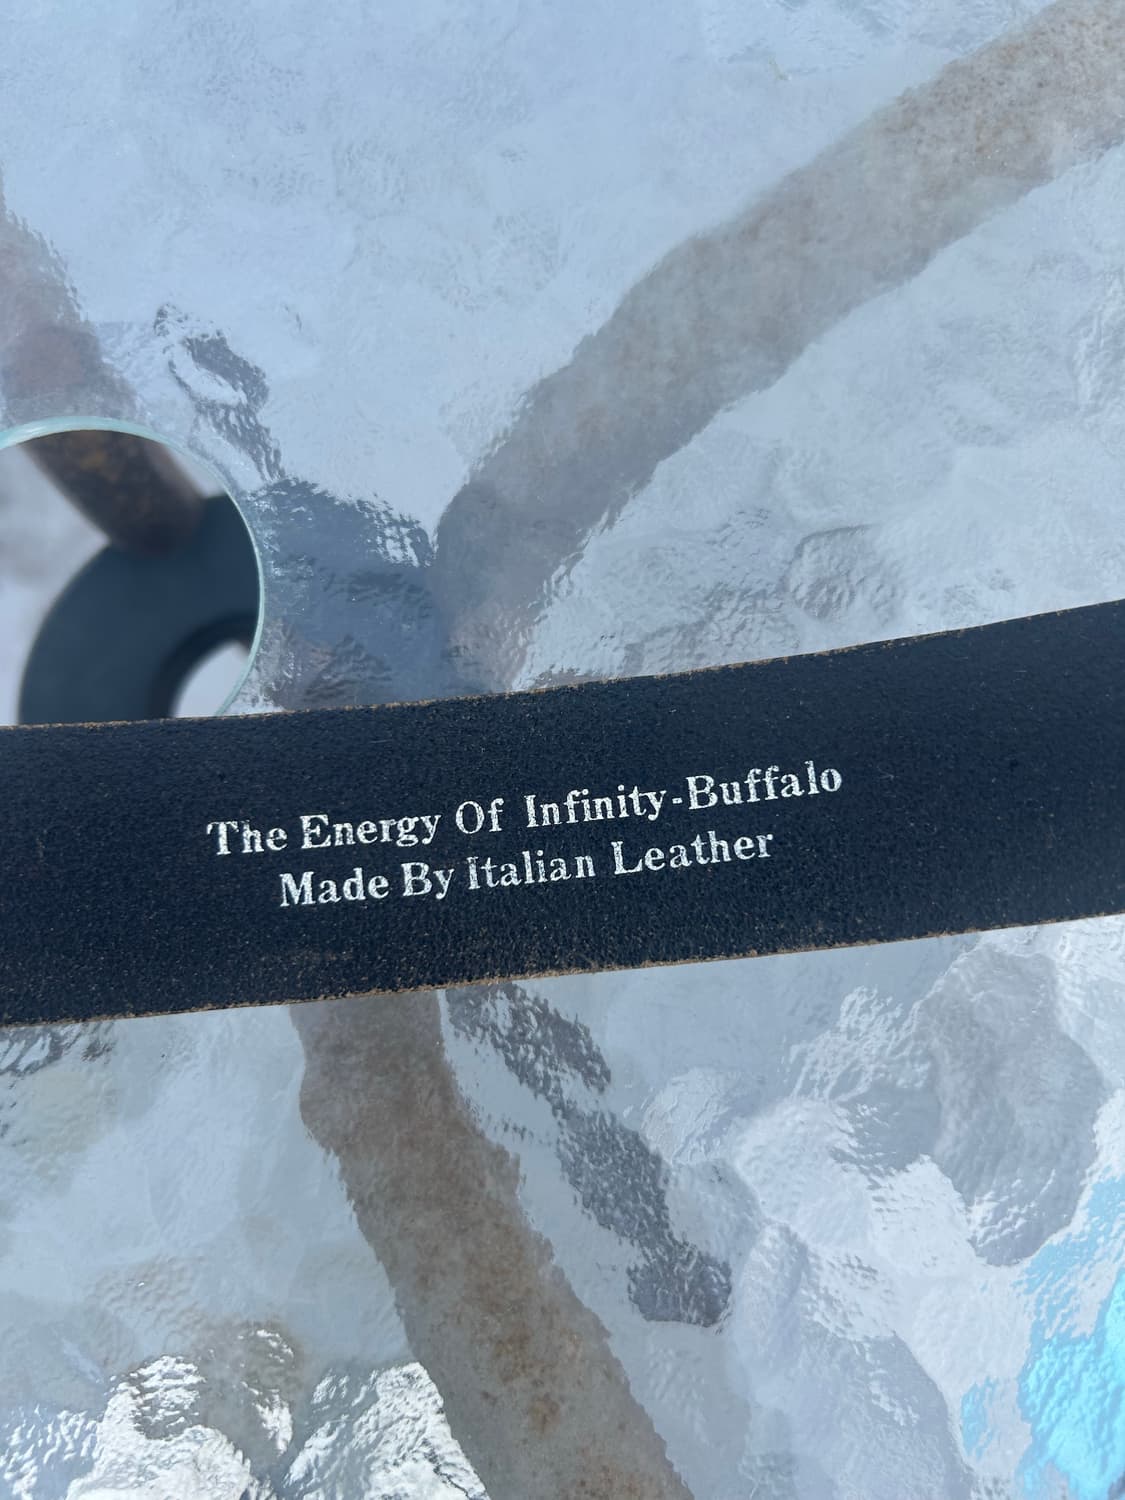 The Energy Of Infinity-Buffalo
Made By Italian Leather